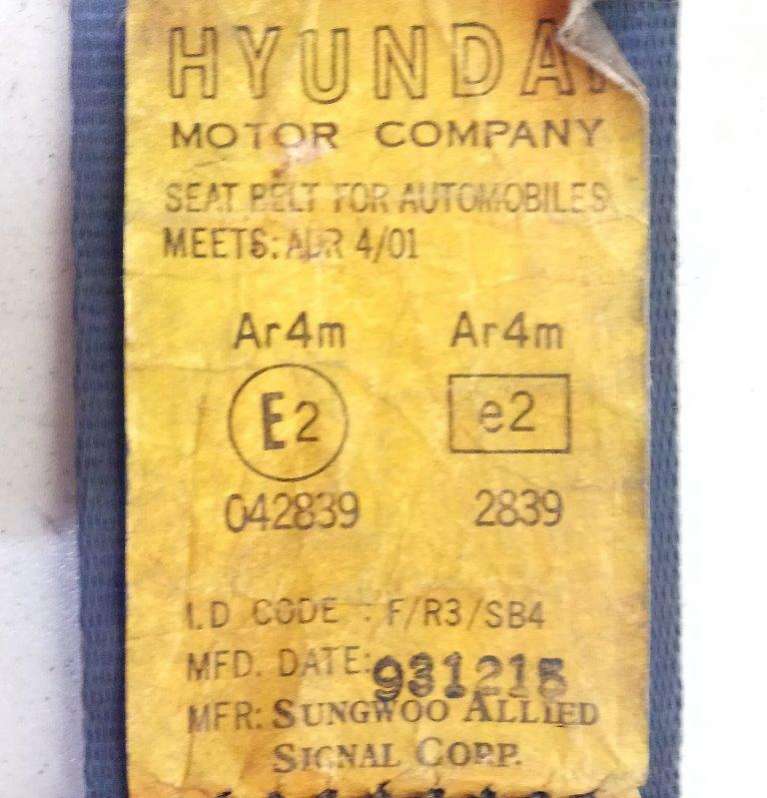 HYUNDAI
MOTOR COMPANY
SEAT BELT FOR AUTOMOBILES
MEETS: ADR 4/01
Ar4m Ar4m
E2 e2
042839 2839
I.D CODE : F/R3/SB4
MFD. DATE: 931215
MFR: SUNGWOO ALLIED
SIGNAL CORP.